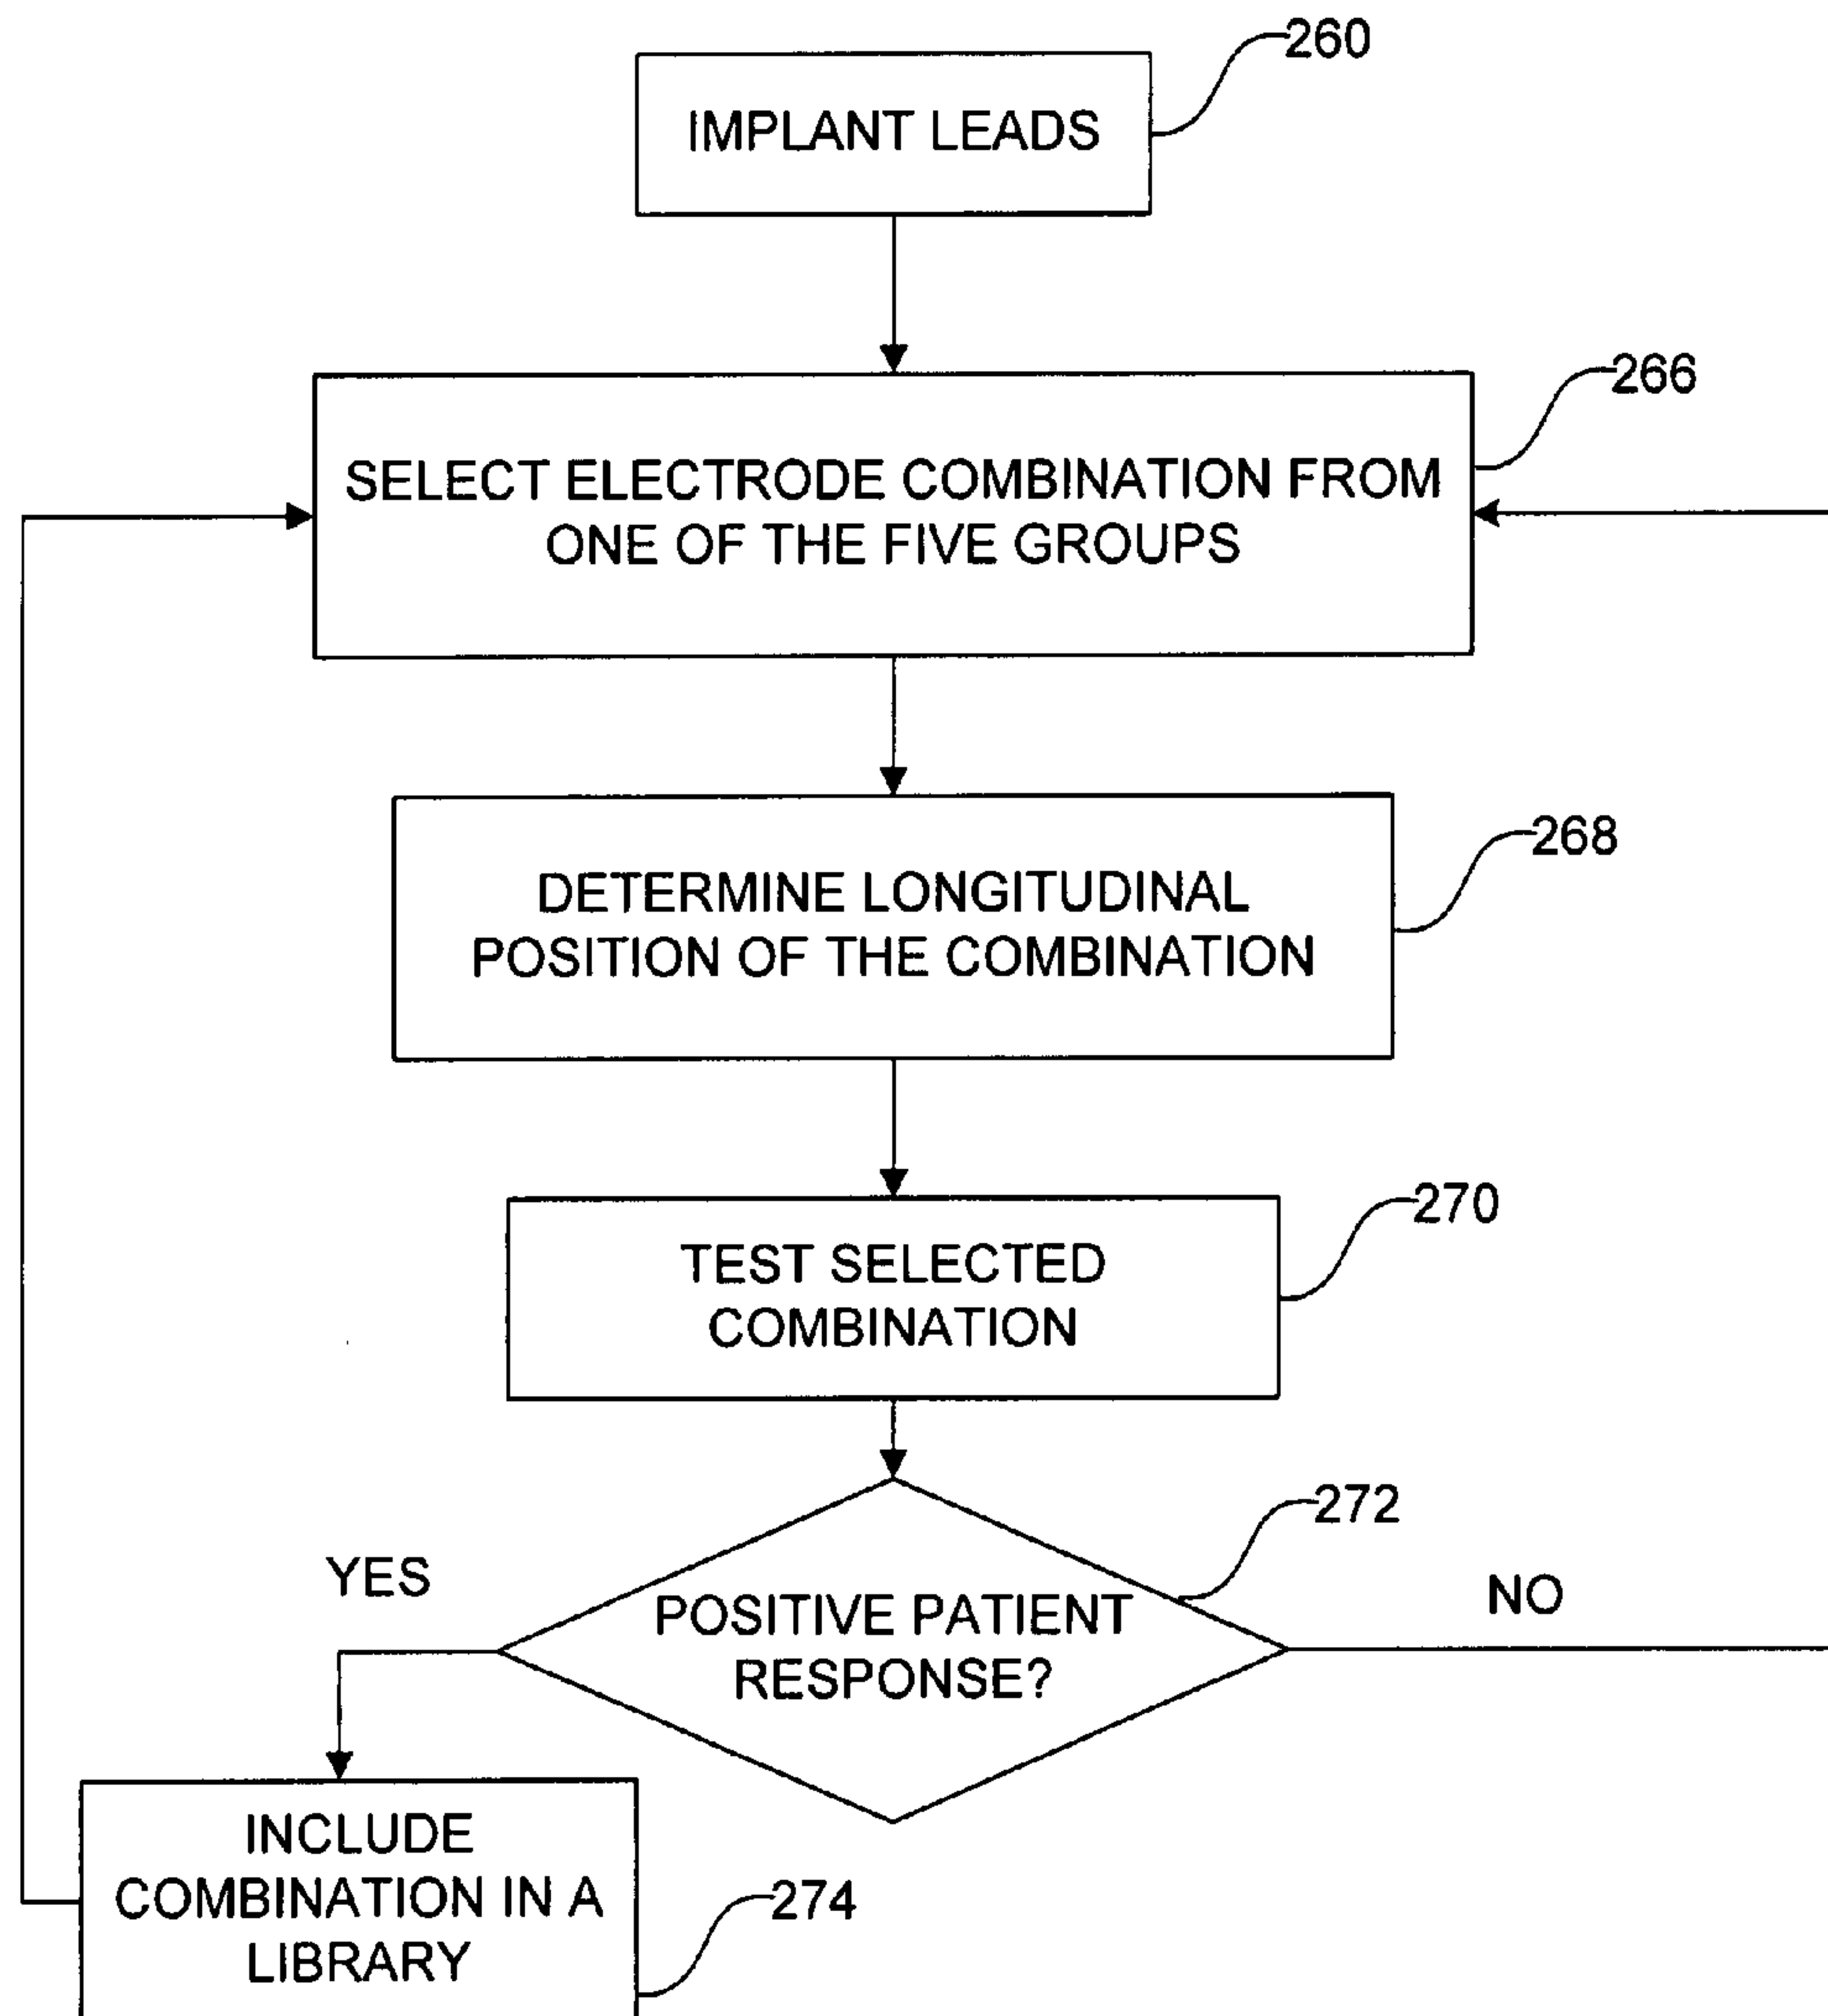 260
IMPLANT LEADS
266
SELECT ELECTRODE COMBINATION FROM
ONE OF THE FIVE GROUPS
268
DETERMINE LONGITUDINAL
POSITION OF THE COMBINATION
270
TEST SELECTED
COMBINATION
272
YES
NO
POSITIVE PATIENT
RESPONSE?
INCLUDE
COMBINATION IN A
LIBRARY
274